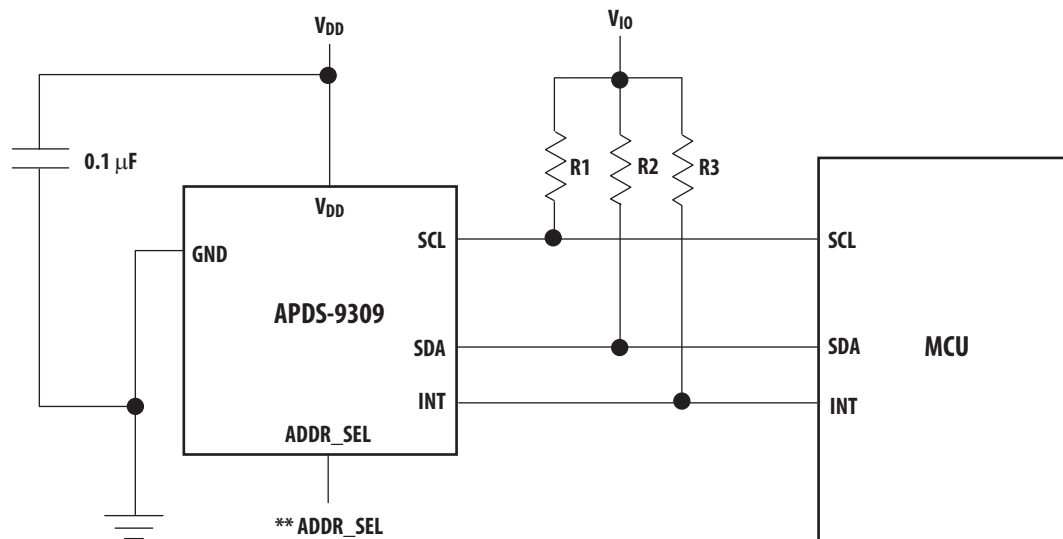 VDD
VIO
0.1 μF
R1
R2
R3
VDD
GND
SCL
SCL
APDS-9309
SDA
SDA
MCU
INT
INT
ADDR_SEL
** ADDR_SEL